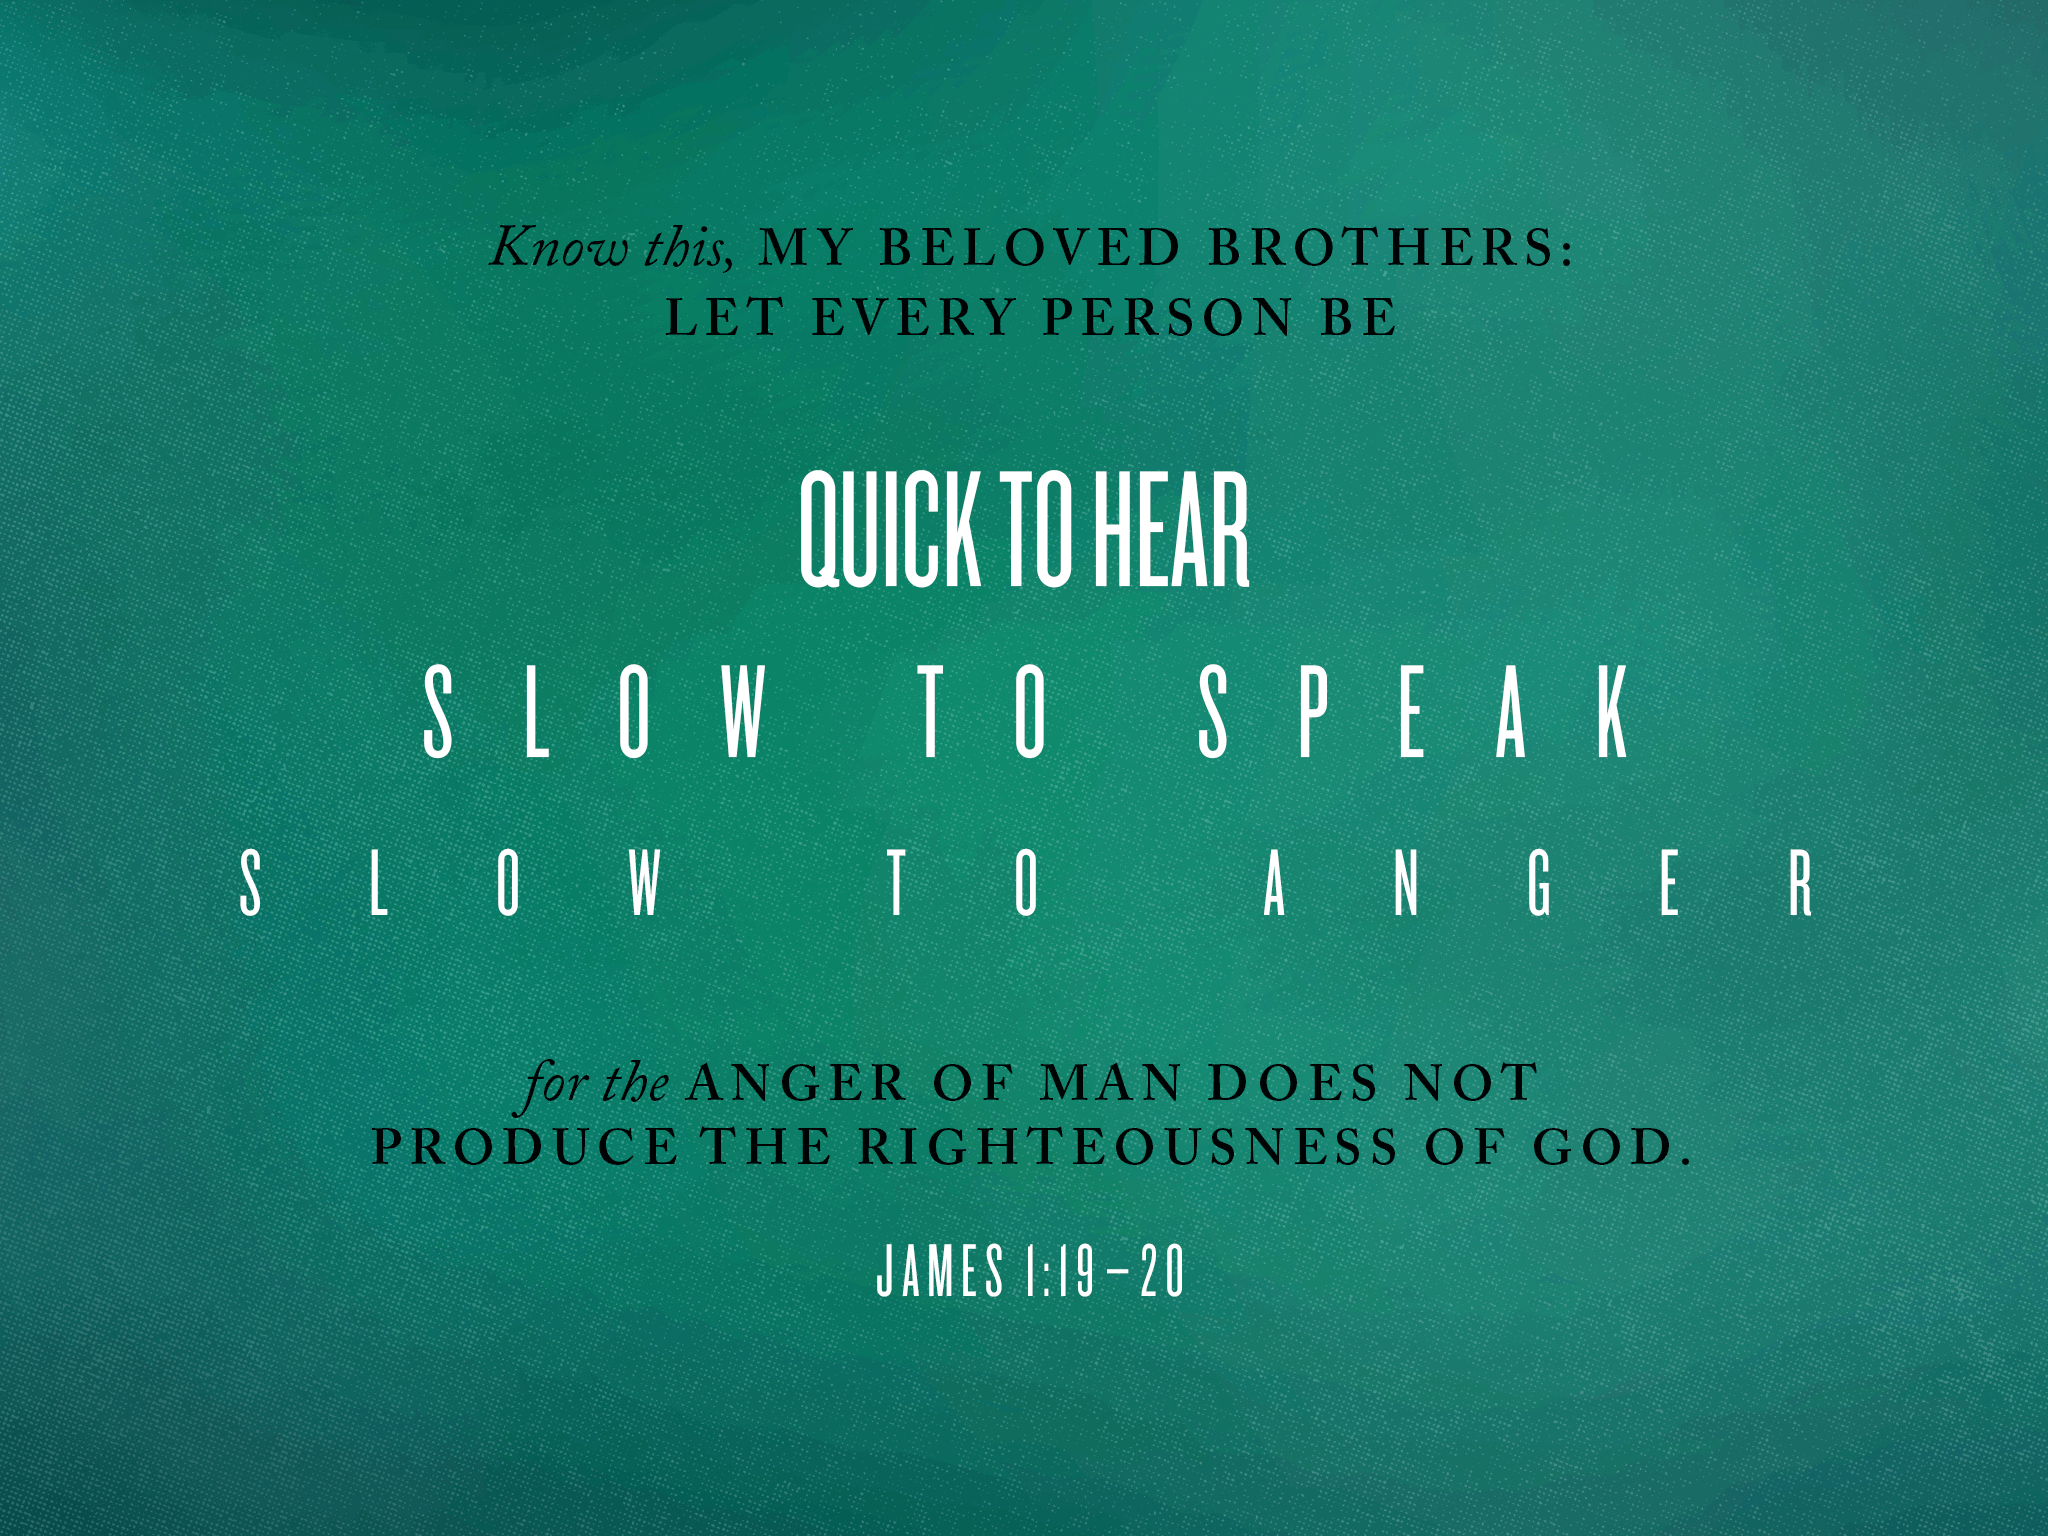 Know this, MY BELOVED BROTHERS:
LET EVERY PERSON BE
QUICK TO HEAR
SLOW TO SPEAK
SLOW TO ANGER
for the ANGER OF MAN DOES NOT
PRODUCE THE RIGHTEOUSNESS OF GOD.
JAMES 1:19–20